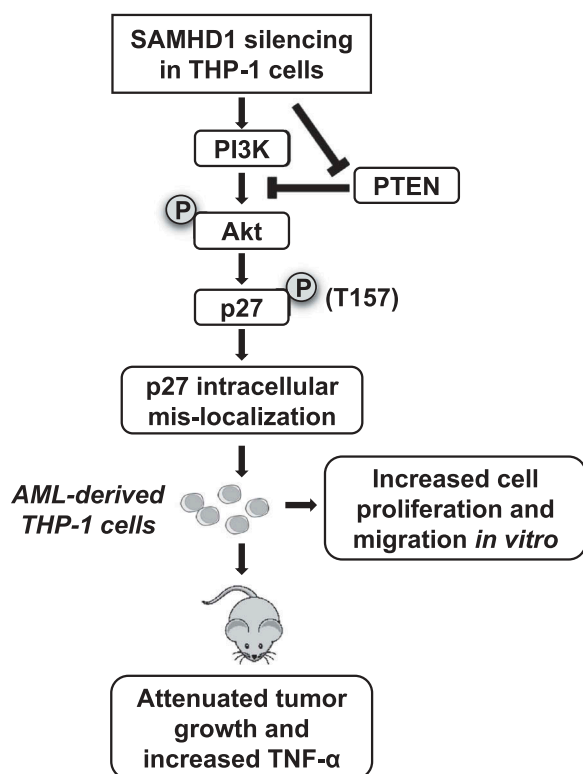 SAMHD1 silencing
in THP-1 cells
PI3K
PTEN
P
Akt
P
p27
(T157)
p27 intracellular
mis-localization
AML-derived
THP-1 cells
Increased cell
proliferation and
migration in vitro
Attenuated tumor
growth and
increased TNF-α